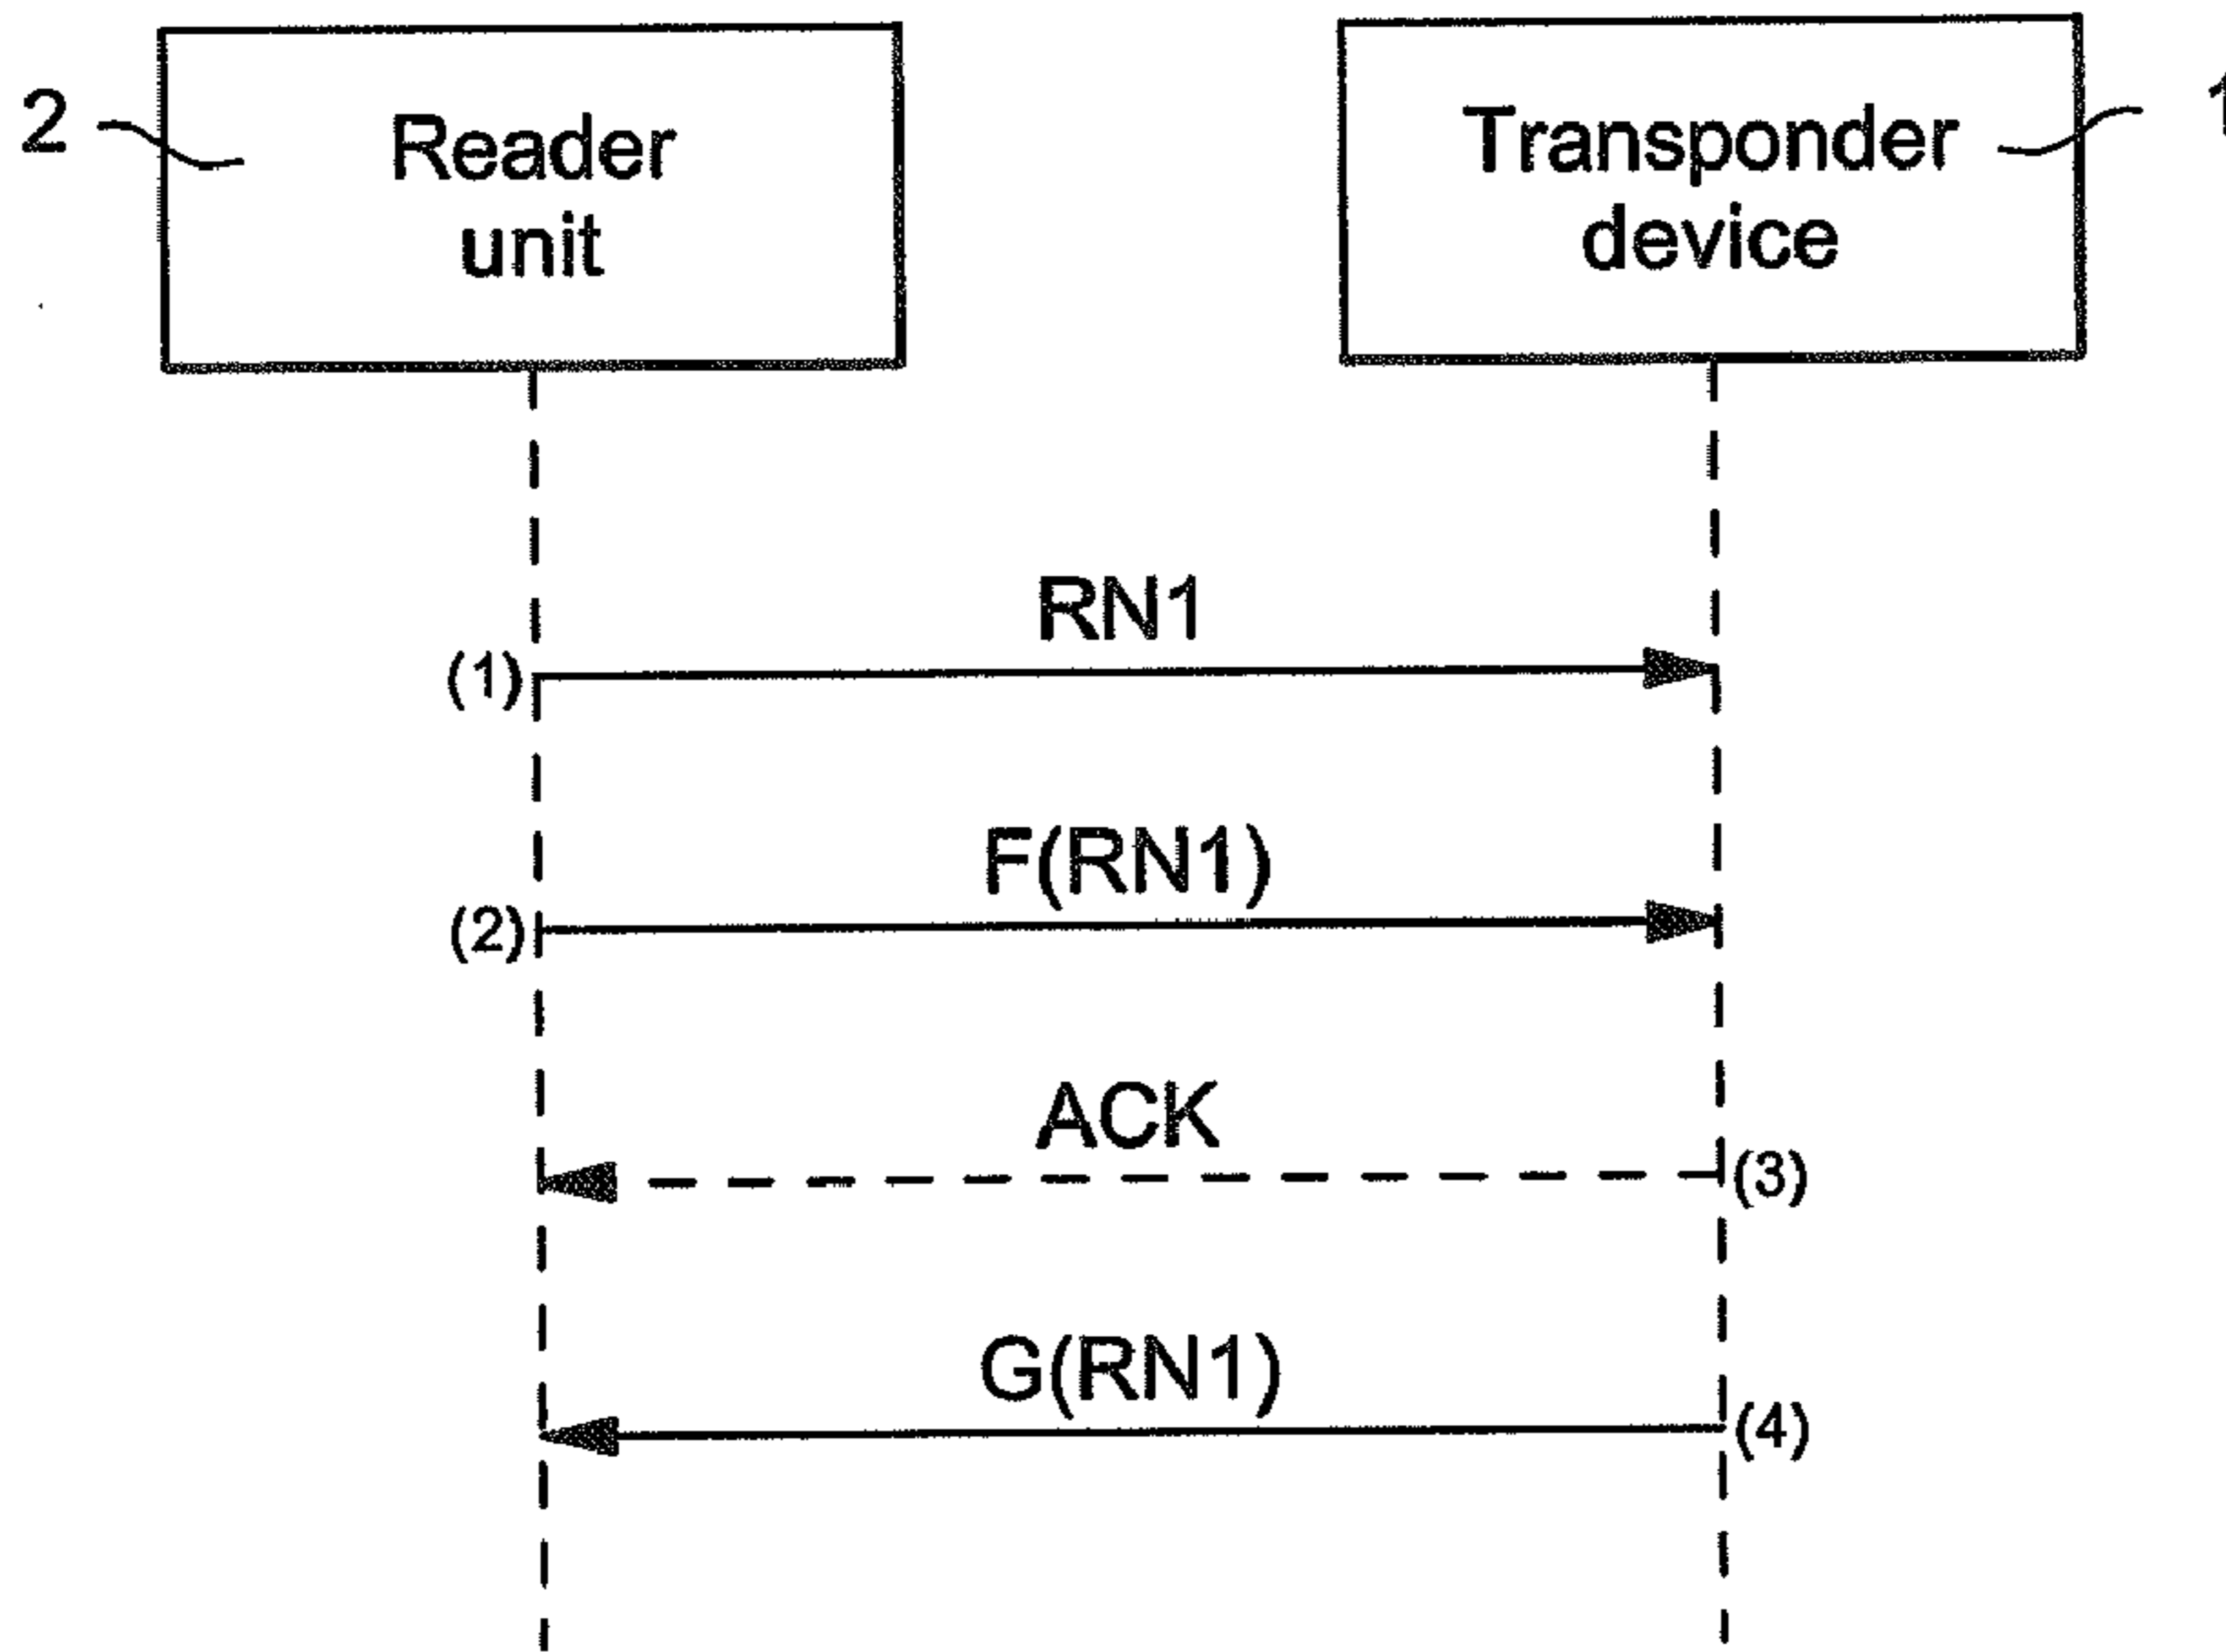 2
Reader
unit
Transponder
device
1
RN1
(1)
F(RN1)
(2)
ACK
(3)
G(RN1)
(4)